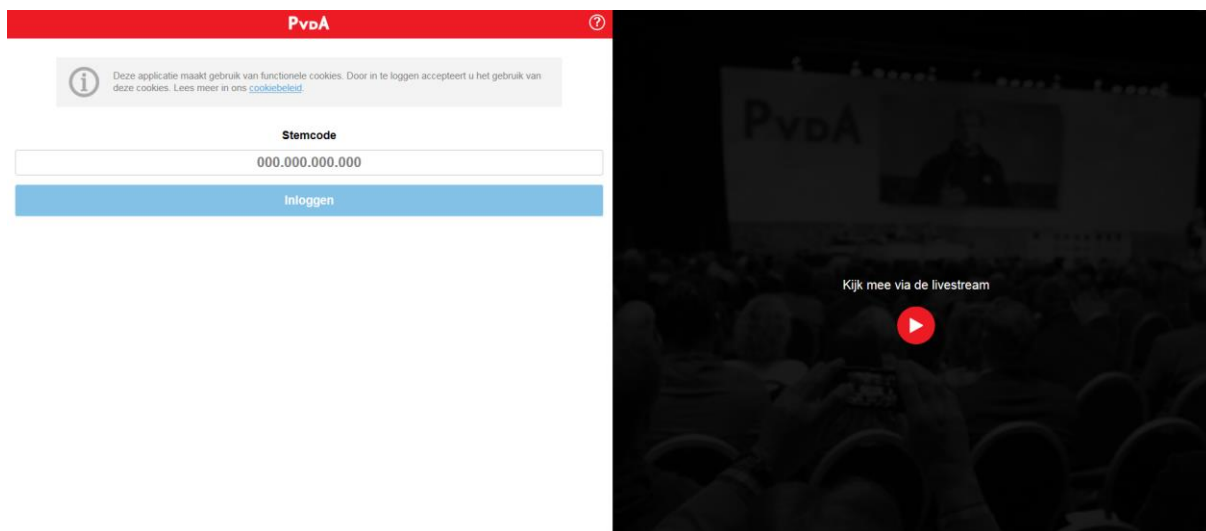 PvdA
?
Deze applicatie maakt gebruik van functionele cookies. Door in te loggen accepteert u het gebruik van
deze cookies. Lees meer in ons cookiebeleid.
Stemcode
000.000.000.000
Inloggen
PvdA
Kijk mee via de livestream